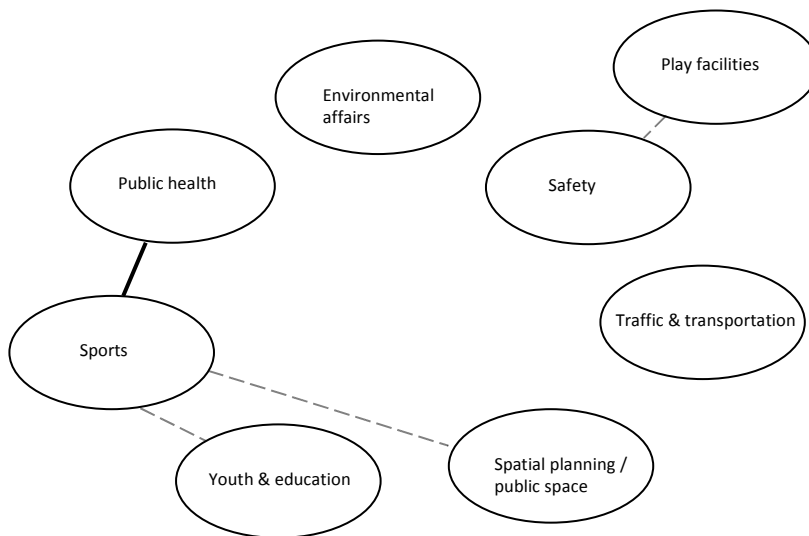 Play facilities
Environmental
affairs
Public health
Safety
Traffic & transportation
Sports
Spatial planning /
public space
Youth & education